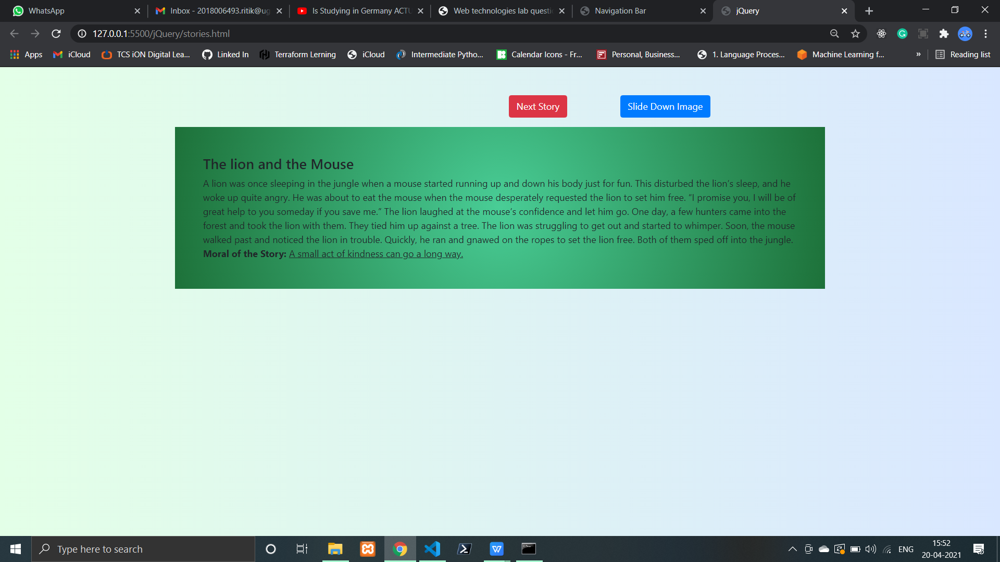 WhatsApp
Inbox - 2018006493.ritik@ug
Is Studying in Germany ACTU
Web technologies lab questi
Navigation Bar
jQuery
127.0.0.1:5500/jQuery/stories.html
Apps
iCloud
TCS iON Digital Lea...
Linked In
Terraform Lerning
iCloud
Intermediate Pytho...
Calendar Icons - Fr...
Personal, Business...
1. Language Proces...
Machine Learning f...
»
Reading list
Next Story
Slide Down Image
The lion and the Mouse
A lion was once sleeping in the jungle when a mouse started running up and down his body just for fun. This disturbed the lion’s sleep, and he
woke up quite angry. He was about to eat the mouse when the mouse desperately requested the lion to set him free. “I promise you, I will be of
great help to you someday if you save me.” The lion laughed at the mouse’s confidence and let him go. One day, a few hunters came into the
forest and took the lion with them. They tied him up against a tree. The lion was struggling to get out and started to whimper. Soon, the mouse
walked past and noticed the lion in trouble. Quickly, he ran and gnawed on the ropes to set the lion free. Both of them sped off into the jungle.
Moral of the Story: A small act of kindness can go a long way.
Type here to search
ENG
15:52
20-04-2021